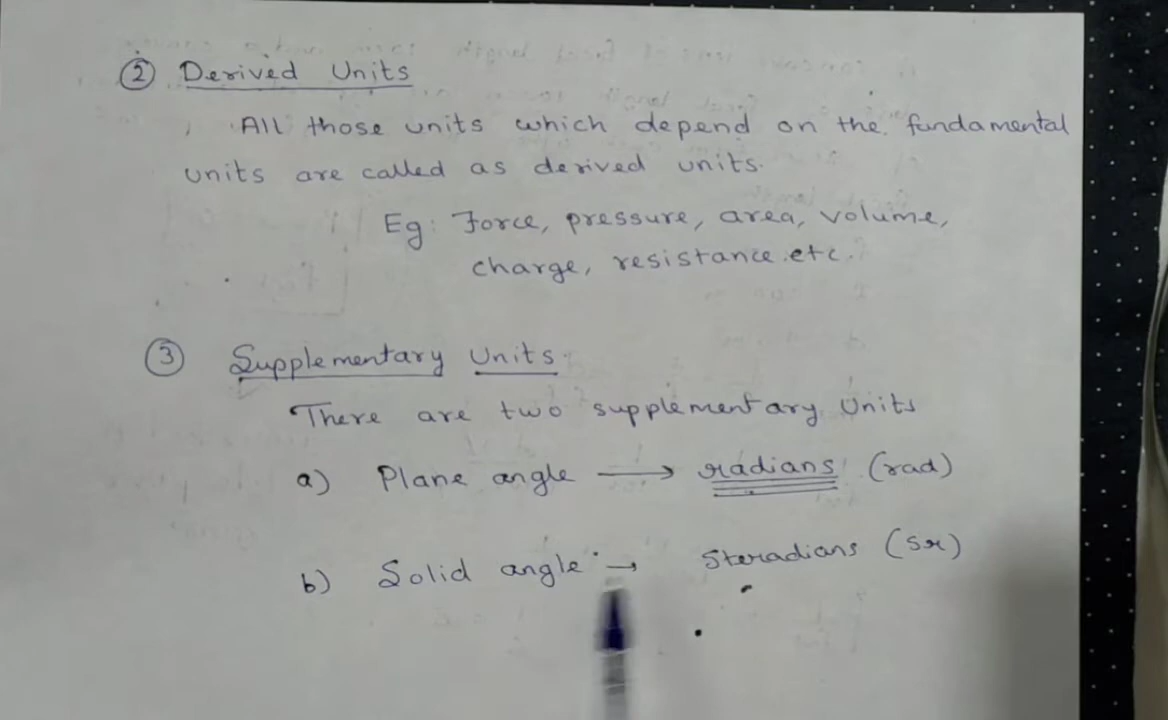 ② Derived Units
All those units which depend on the fundamental
units are called as derived units.
Eg: Force, pressure, area, volume,
charge, resistance etc.
③ Supplementary Units
There are two supplementary Units
a) Plane angle → radians (rad)
b) Solid angle → Steradians (Sr)